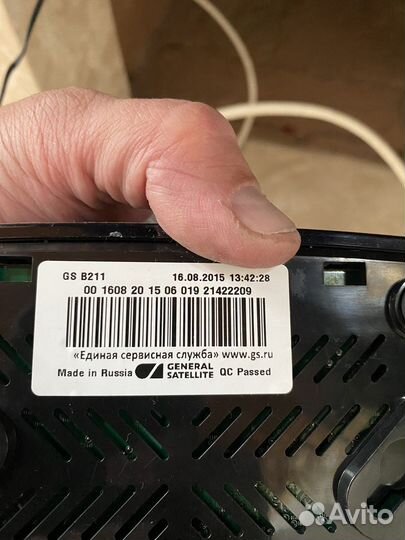 GS B211 16.08.2015 13:42:28
00 1608 20 15 06 019 21422209
«Единая сервисная служба» www.gs.ru
Made in Russia GENERAL SATELLITE QC Passed
Avito